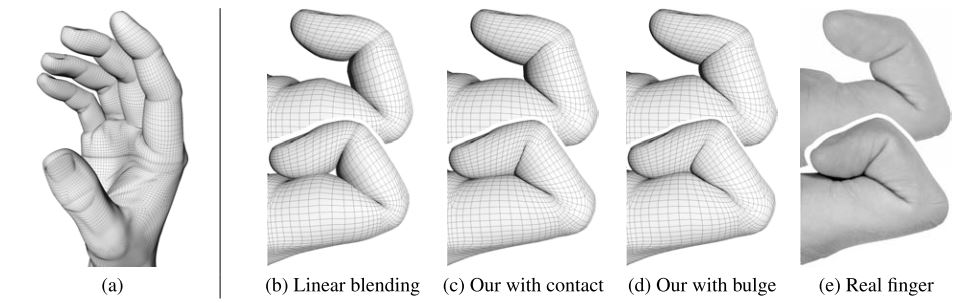 (a)
(b) Linear blending
(c) Our with contact
(d) Our with bulge
(e) Real finger